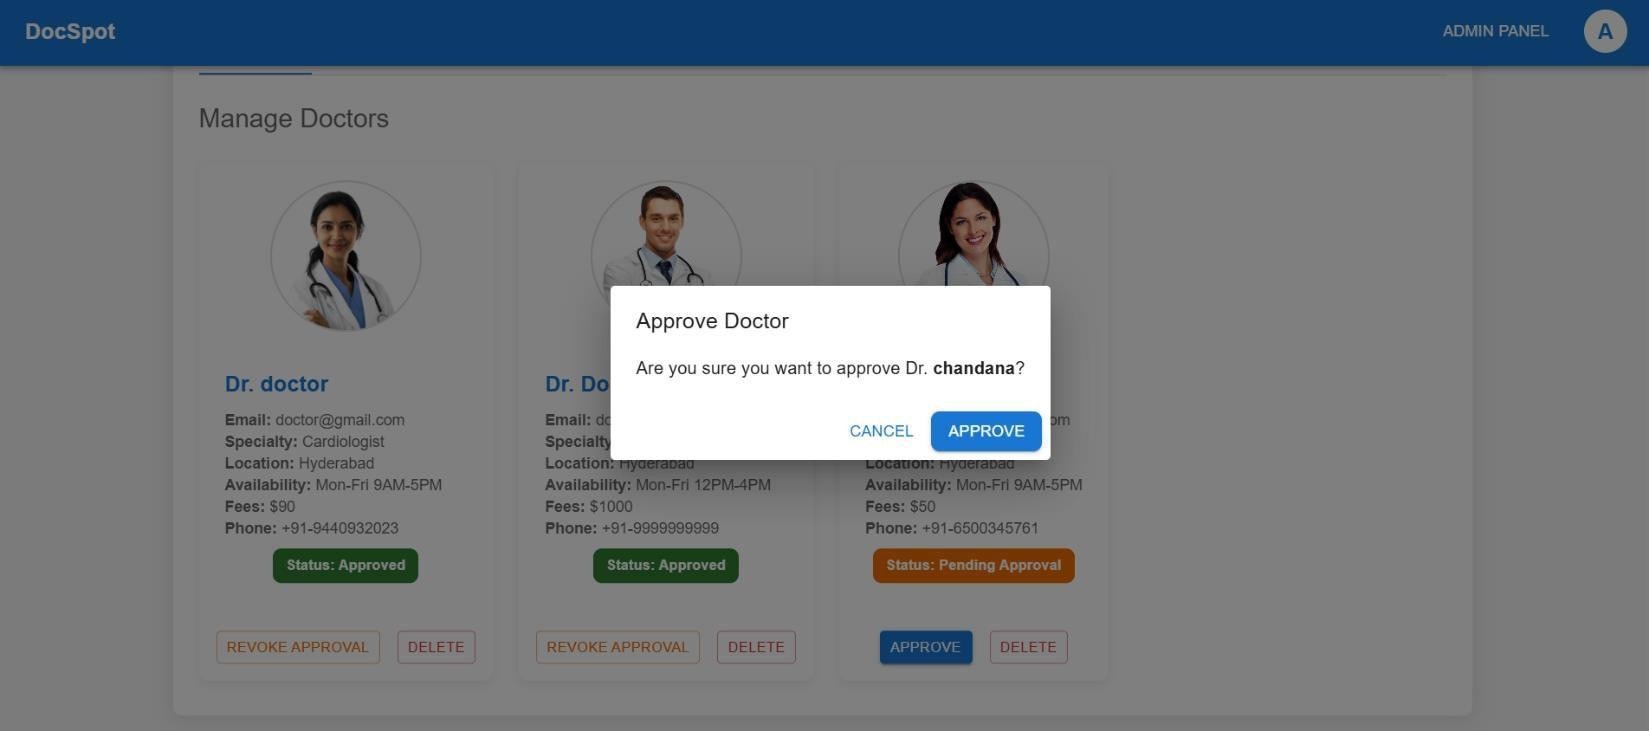 DocSpot
ADMIN PANEL
A
Manage Doctors
Approve Doctor
Are you sure you want to approve Dr. chandana?
CANCEL
APPROVE
Dr. doctor
Email: doctor@gmail.com
Specialty: Cardiologist
Location: Hyderabad
Availability: Mon-Fri 9AM-5PM
Fees: $90
Phone: +91-9440932023
Status: Approved
REVOKE APPROVAL
DELETE
Dr. Do
Email:
Specialty
Location: Hyderabad
Availability: Mon-Fri 12PM-4PM
Fees: $1000
Phone: +91-9999999999
Status: Approved
REVOKE APPROVAL
DELETE
Location: Hyderabad
Availability: Mon-Fri 9AM-5PM
Fees: $50
Phone: +91-6500345761
Status: Pending Approval
APPROVE
DELETE